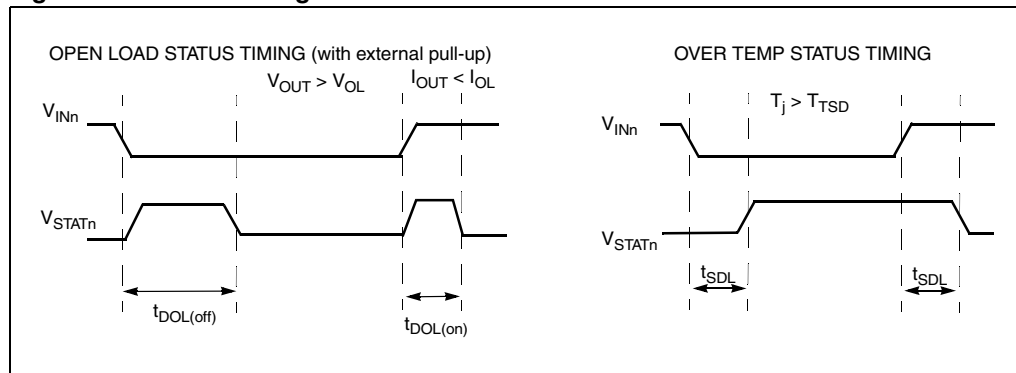 OPEN LOAD STATUS TIMING (with external pull-up)
V_OUT > V_OL
I_OUT < I_OL
V_INn
V_STATn
t_DOL(off)
t_DOL(on)
OVER TEMP STATUS TIMING
T_j > T_TSD
V_INn
V_STATn
t_SDL
t_SDL